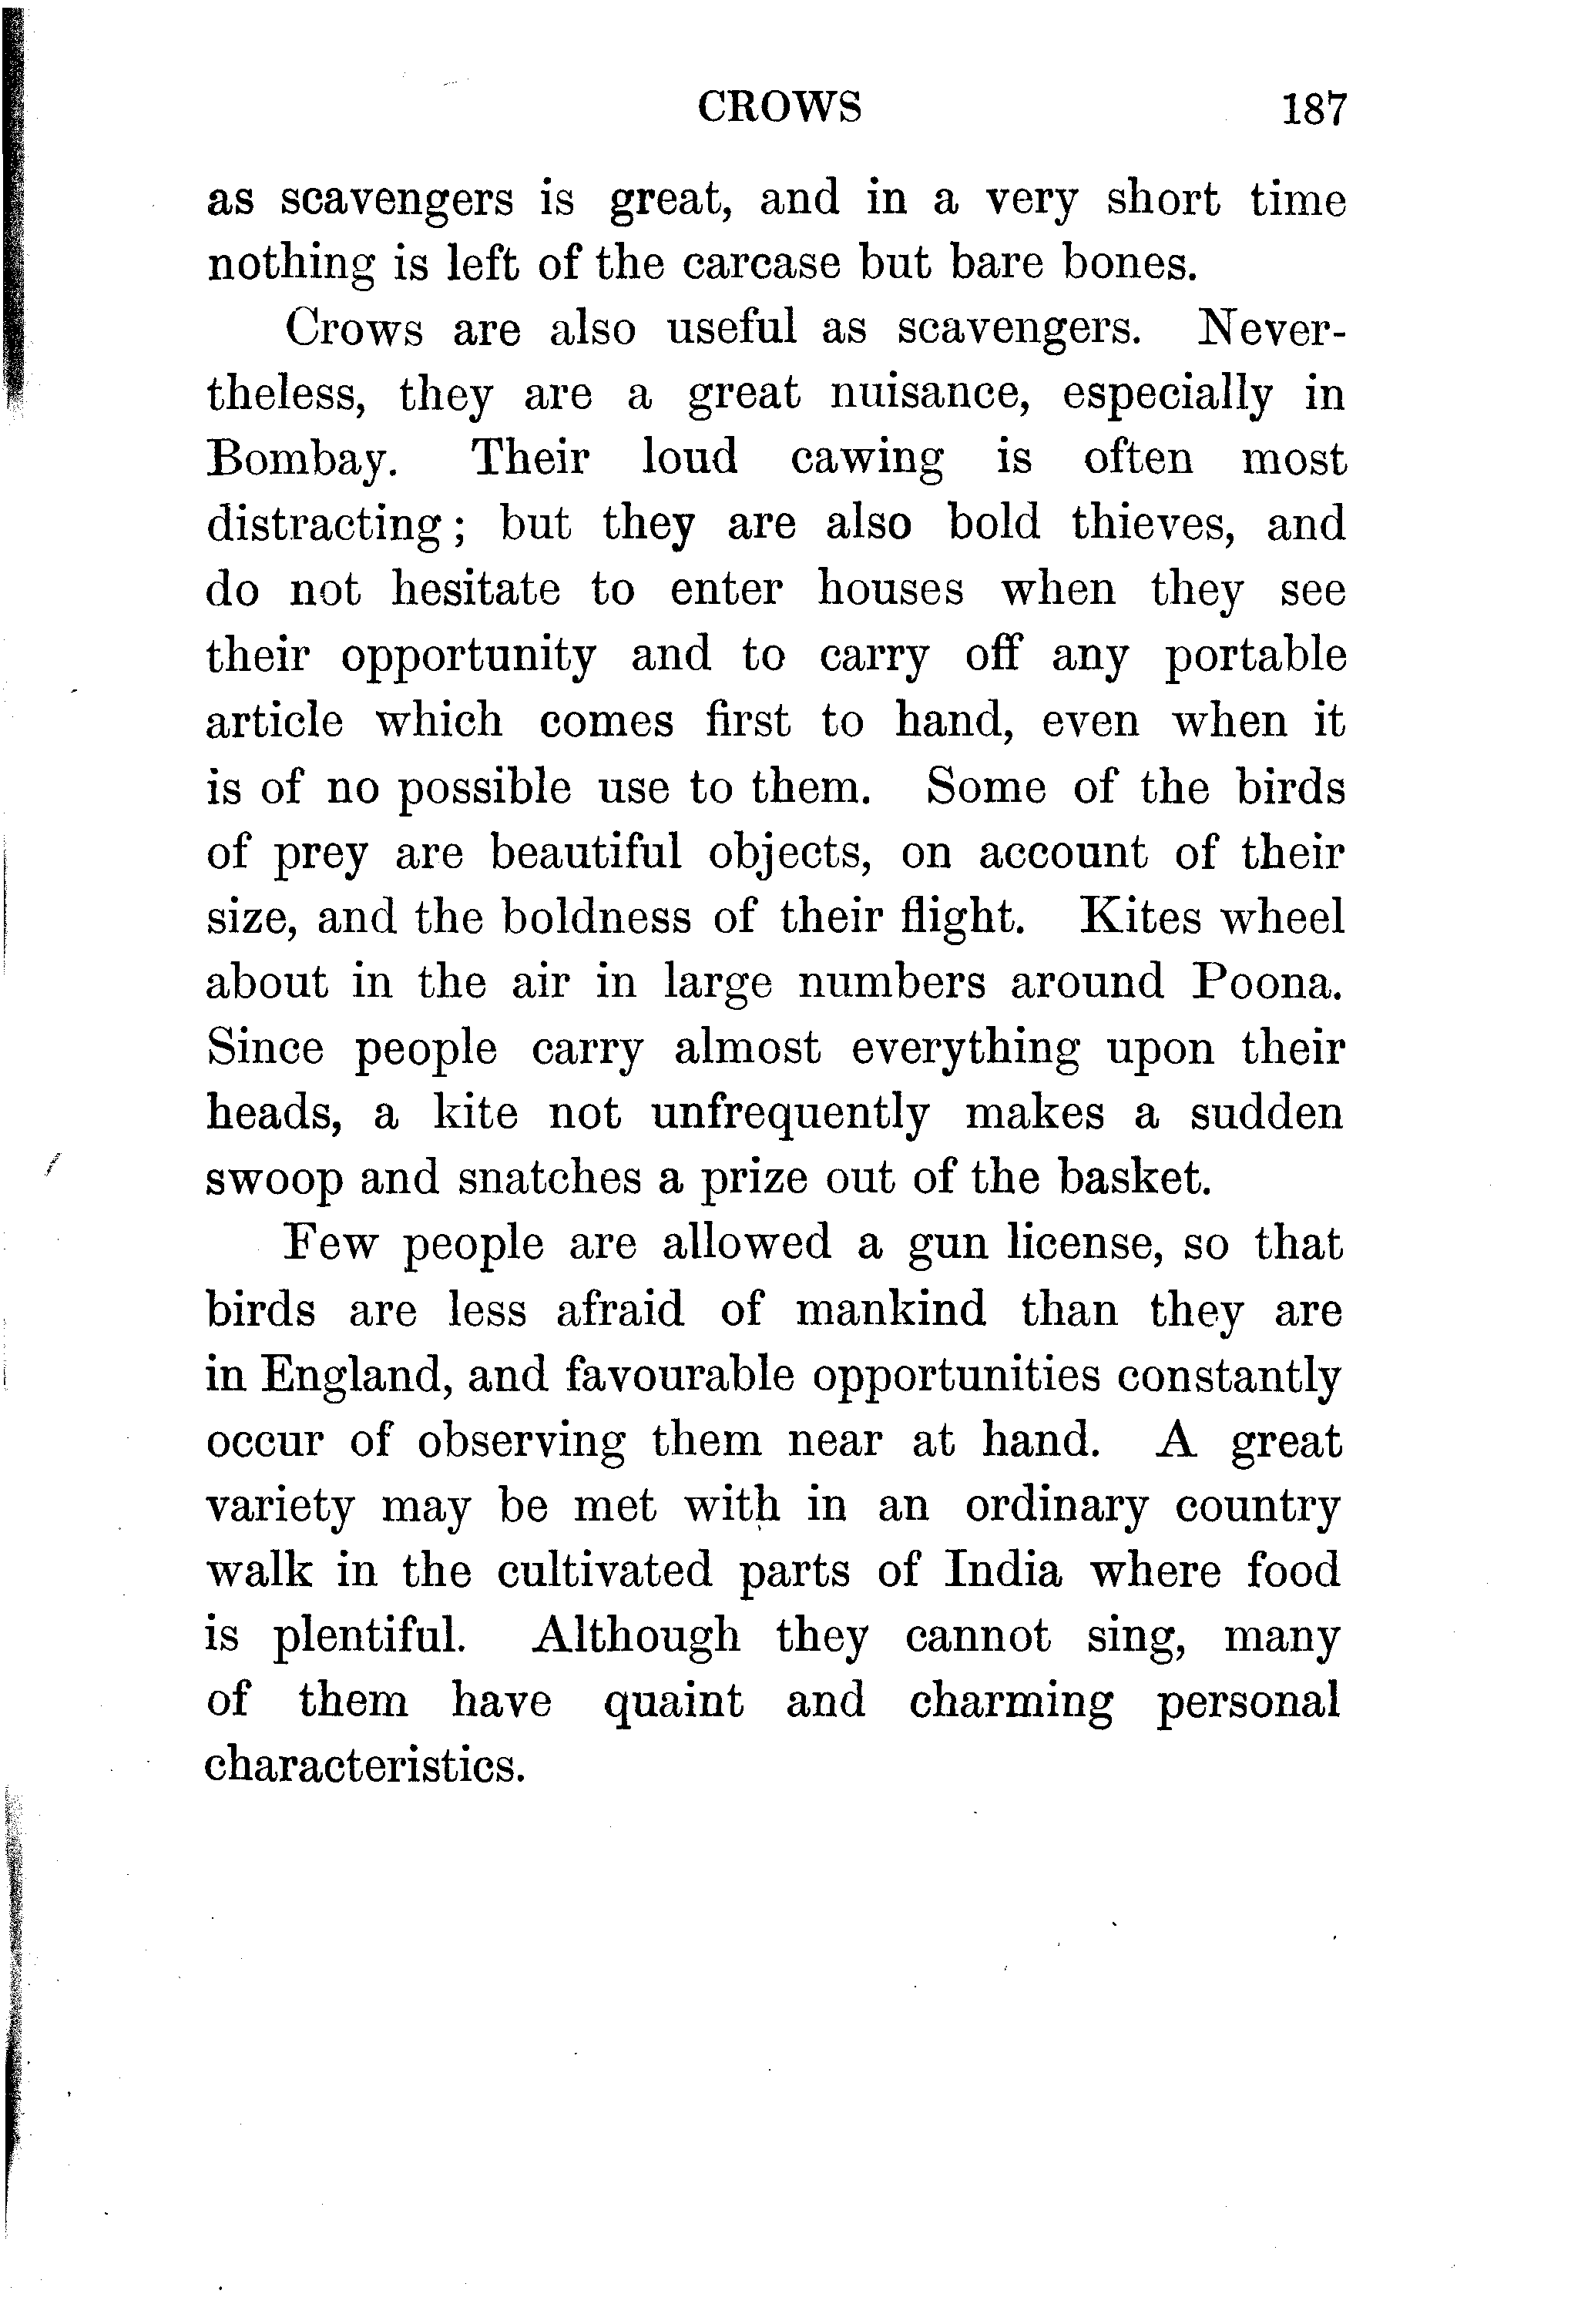 CROWS 187
as scavengers is great, and in a very short time
nothing is left of the carcase but bare bones.
Crows are also useful as scavengers. Never-
theless, they are a great nuisance, especially in
Bombay. Their loud cawing is often most
distracting; but they are also bold thieves, and
do not hesitate to enter houses when they see
their opportunity and to carry off any portable
article which comes first to hand, even when it
is of no possible use to them. Some of the birds
of prey are beautiful objects, on account of their
size, and the boldness of their flight. Kites wheel
about in the air in large numbers around Poona.
Since people carry almost everything upon their
heads, a kite not unfrequently makes a sudden
swoop and snatches a prize out of the basket.
Few people are allowed a gun license, so that
birds are less afraid of mankind than they are
in England, and favourable opportunities constantly
occur of observing them near at hand. A great
variety may be met with in an ordinary country
walk in the cultivated parts of India where food
is plentiful. Although they cannot sing, many
of them have quaint and charming personal
characteristics.